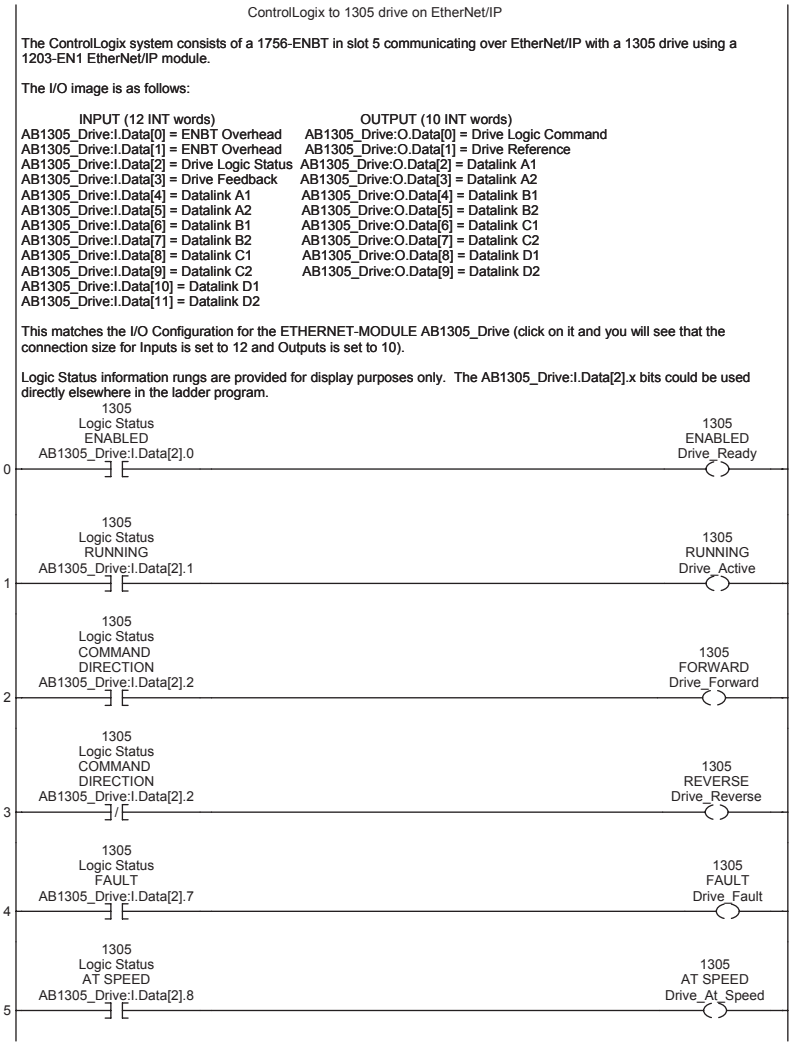 ControlLogix to 1305 drive on EtherNet/IP
The ControlLogix system consists of a 1756-ENBT in slot 5 communicating over EtherNet/IP with a 1305 drive using a
1203-EN1 EtherNet/IP module.
The I/O image is as follows:
INPUT (12 INT words) OUTPUT (10 INT words)
AB1305_Drive:I.Data[0] = ENBT Overhead AB1305_Drive:O.Data[0] = Drive Logic Command
AB1305_Drive:I.Data[1] = ENBT Overhead AB1305_Drive:O.Data[1] = Drive Reference
AB1305_Drive:I.Data[2] = Drive Logic Status AB1305_Drive:O.Data[2] = Datalink A1
AB1305_Drive:I.Data[3] = Drive Feedback AB1305_Drive:O.Data[3] = Datalink A2
AB1305_Drive:I.Data[4] = Datalink A1 AB1305_Drive:O.Data[4] = Datalink B1
AB1305_Drive:I.Data[5] = Datalink A2 AB1305_Drive:O.Data[5] = Datalink B2
AB1305_Drive:I.Data[6] = Datalink B1 AB1305_Drive:O.Data[6] = Datalink C1
AB1305_Drive:I.Data[7] = Datalink B2 AB1305_Drive:O.Data[7] = Datalink C2
AB1305_Drive:I.Data[8] = Datalink C1 AB1305_Drive:O.Data[8] = Datalink D1
AB1305_Drive:I.Data[9] = Datalink C2 AB1305_Drive:O.Data[9] = Datalink D2
AB1305_Drive:I.Data[10] = Datalink D1
AB1305_Drive:I.Data[11] = Datalink D2
This matches the I/O Configuration for the ETHERNET-MODULE AB1305_Drive (click on it and you will see that the
connection size for Inputs is set to 12 and Outputs is set to 10).
Logic Status information rungs are provided for display purposes only. The AB1305_Drive:I.Data[2].x bits could be used
directly elsewhere in the ladder program.
1305
Logic Status 1305
ENABLED ENABLED
AB1305_Drive:I.Data[2].0 Drive_Ready
0
1305
Logic Status 1305
RUNNING RUNNING
AB1305_Drive:I.Data[2].1 Drive_Active
1
1305
Logic Status
COMMAND 1305
DIRECTION FORWARD
AB1305_Drive:I.Data[2].2 Drive_Forward
2
1305
Logic Status
COMMAND 1305
DIRECTION REVERSE
AB1305_Drive:I.Data[2].2 Drive_Reverse
3 /
1305
Logic Status 1305
FAULT FAULT
AB1305_Drive:I.Data[2].7 Drive_Fault
4
1305
Logic Status 1305
AT SPEED AT SPEED
AB1305_Drive:I.Data[2].8 Drive_At_Speed
5